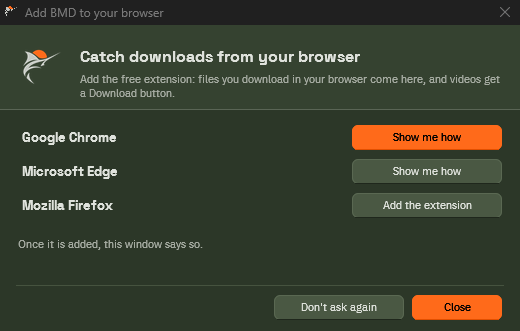 Add BMD to your browser
Catch downloads from your browser
Add the free extension: files you download in your browser come here, and videos get
a Download button.
Google Chrome
Show me how
Microsoft Edge
Show me how
Mozilla Firefox
Add the extension
Once it is added, this window says so.
Don't ask again
Close